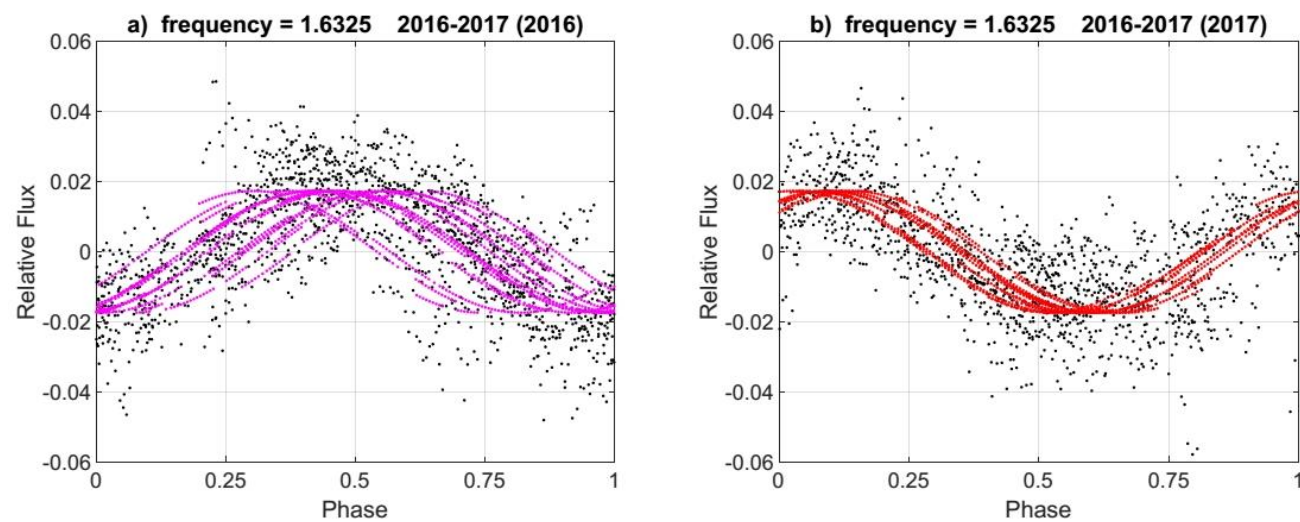 a) frequency = 1.6325 2016-2017 (2016)
0.06
0.04
0.02
0
-0.02
-0.04
-0.06
Relative Flux
0 0.25 0.5 0.75 1
Phase
b) frequency = 1.6325 2016-2017 (2017)
0.06
0.04
0.02
0
-0.02
-0.04
-0.06
Relative Flux
0 0.25 0.5 0.75 1
Phase